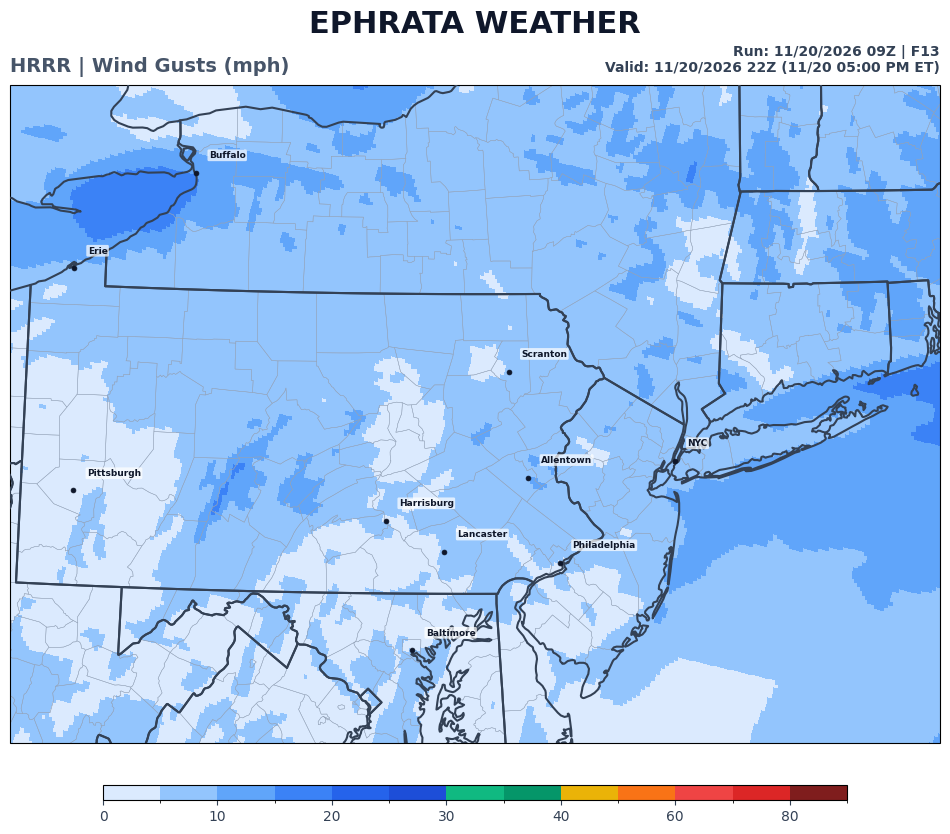 EPHRATA WEATHER
HRRR | Wind Gusts (mph)
Run: 11/20/2026 09Z | F13
Valid: 11/20/2026 22Z (11/20 05:00 PM ET)
Buffalo
Erie
Scranton
NYC
Allentown
Pittsburgh
Harrisburg
Lancaster
Philadelphia
Baltimore
0 10 20 30 40 50 60 70 80